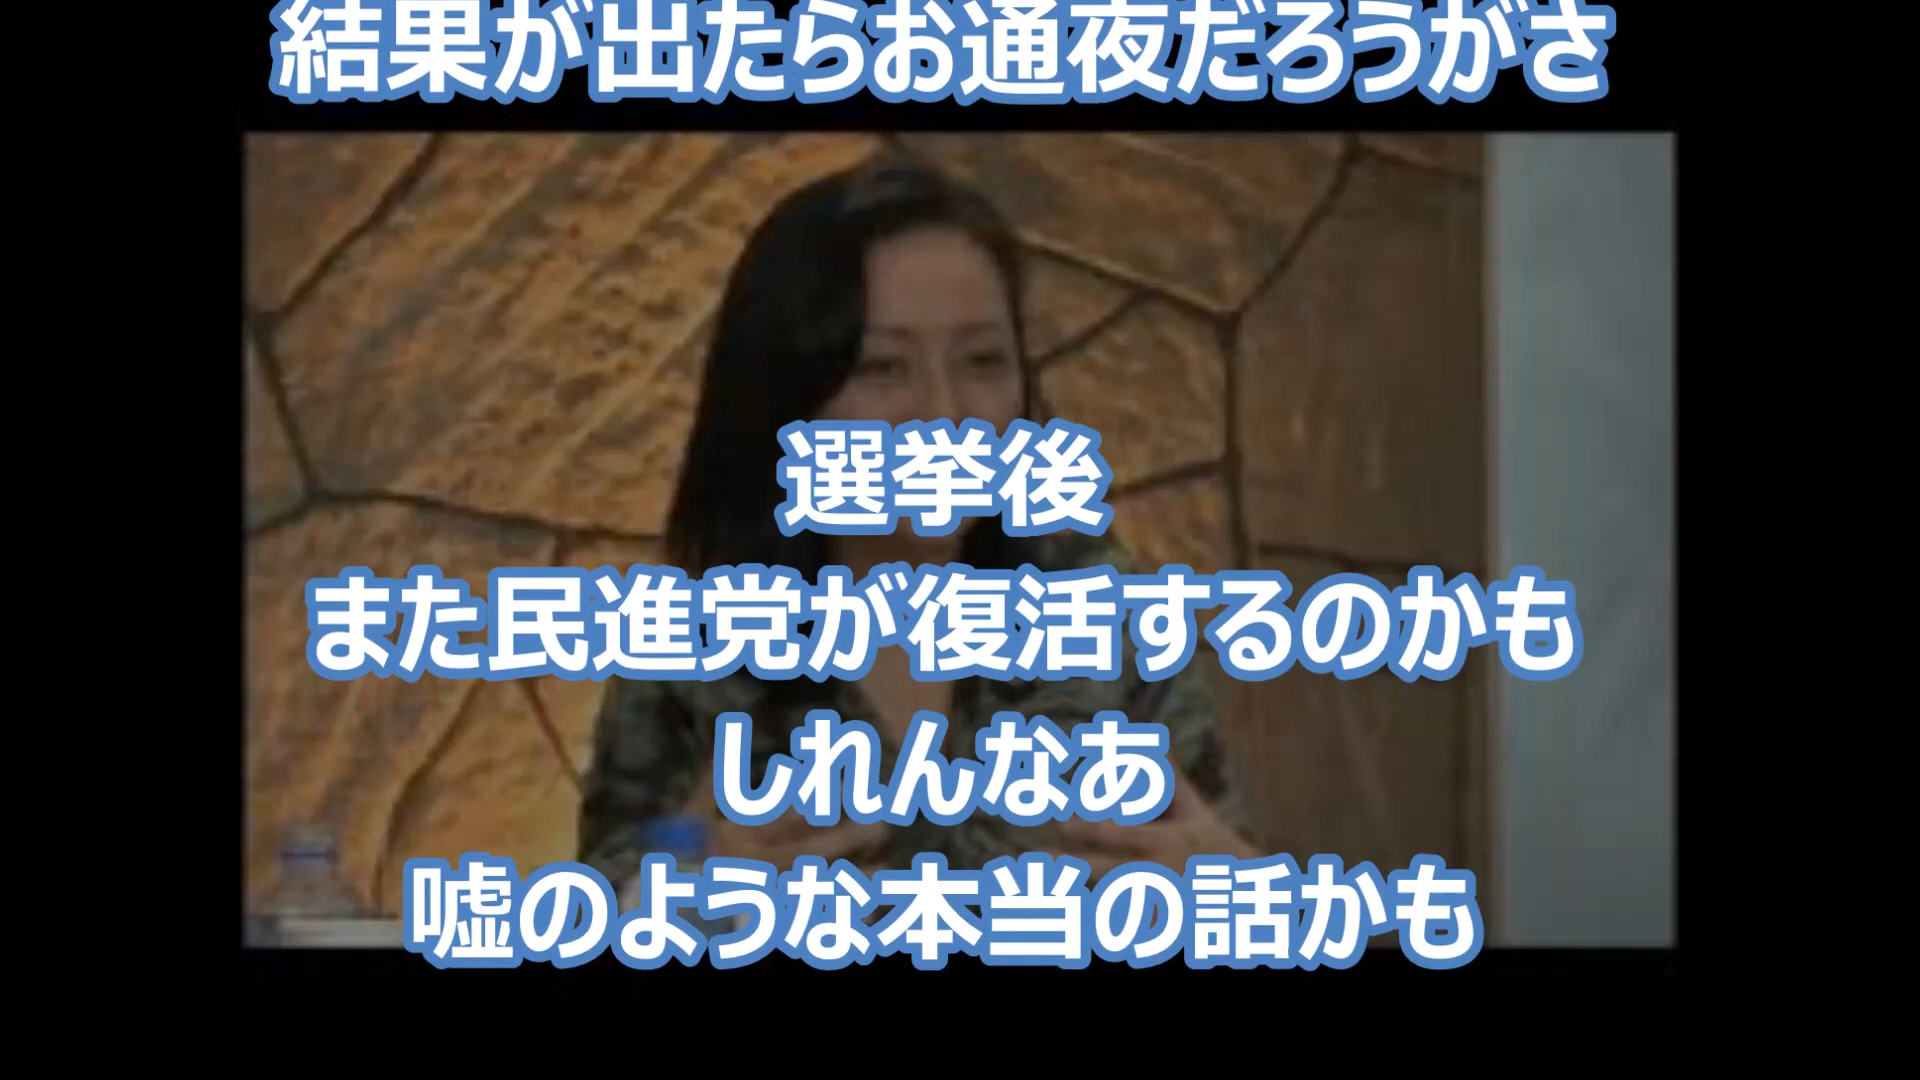 結果が出たらお通夜だろうがさ
選挙後
また民進党が復活するのかも
しれんなあ
嘘のような本当の話かも